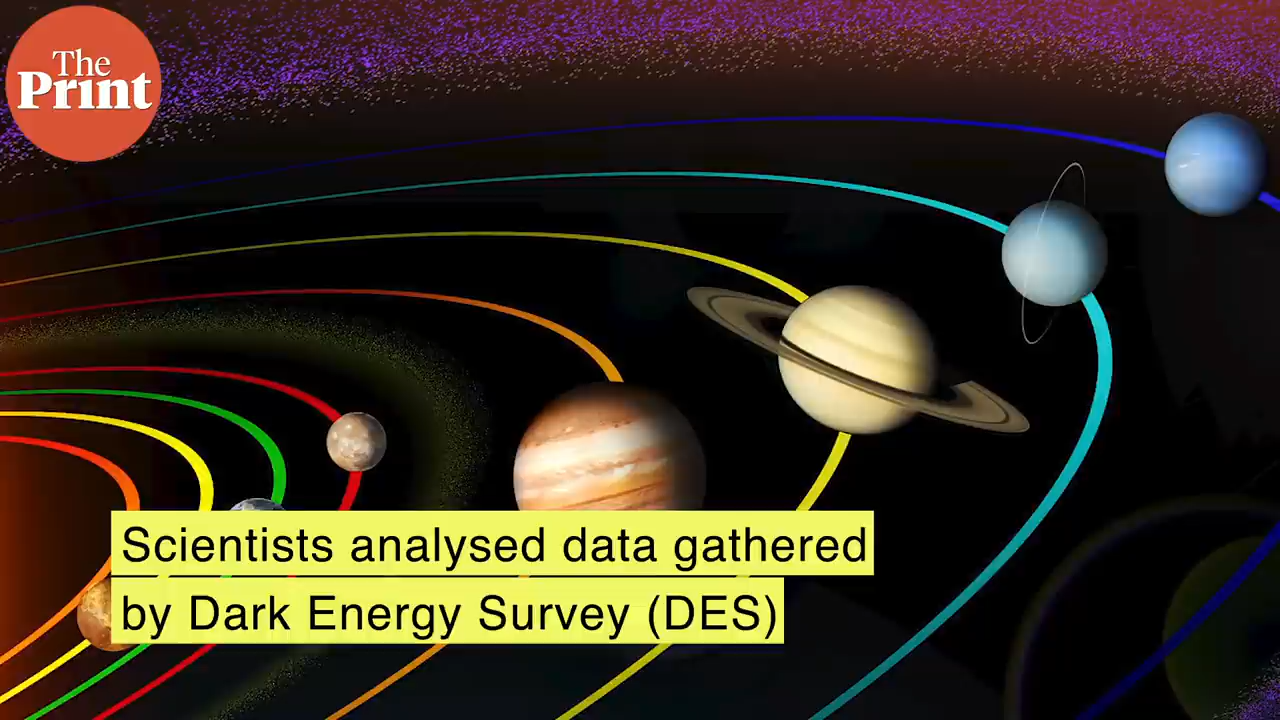 The
Print
Scientists analysed data gathered
by Dark Energy Survey (DES)